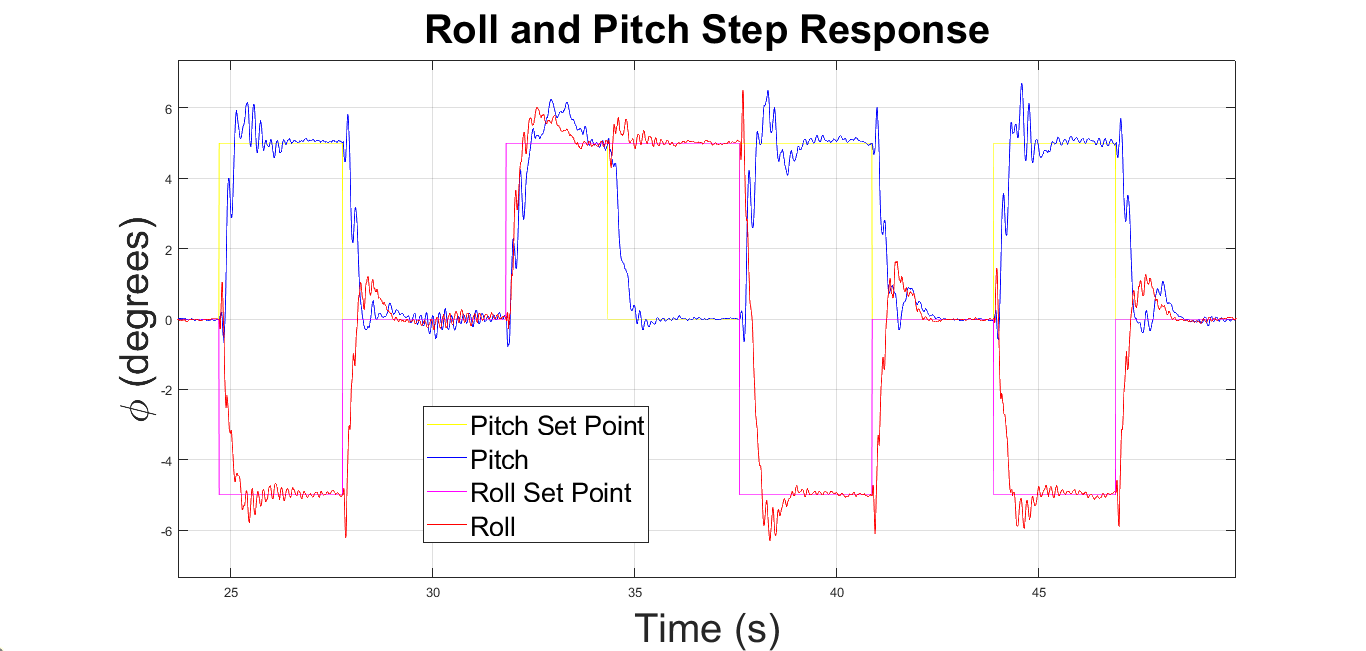 Roll and Pitch Step Response
ϕ (degrees)
6
4
2
0
-2
-4
-6
Pitch Set Point
Pitch
Roll Set Point
Roll
25
30
35
40
45
Time (s)